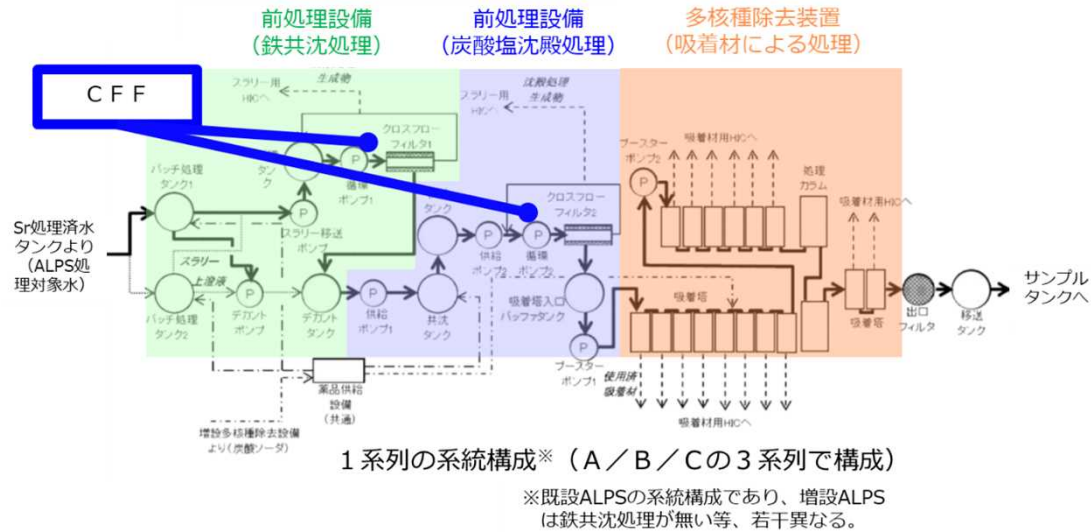 前処理設備
（鉄共沈処理）
前処理設備
（炭酸塩沈殿処理）
多核種除去装置
（吸着材による処理）
ＣＦＦ
スラリー用
HICへ
生成物
クロスフロー
フィルタ1
タンク
循環
ポンプ1
バッチ処理
タンク1
スラリー移送
ポンプ
Sr処理済水
タンクより
（ALPS処
理対象水）
スラリー
上澄液
バッチ処理
タンク2
デカント
ポンプ
デカント
タンク
供給
ポンプ1
共沈
タンク
スラリー用
HICへ
沈殿処理
生成物
タンク
供給
ポンプ2
循環
ポンプ2
クロスフロー
フィルタ2
吸着塔入口
バッファタンク
ブースター
ポンプ1
ブースター
ポンプ2
吸着材用HICへ
処理
カラム
吸着材用HICへ
吸着塔
吸着塔
出口
フィルタ
移送
タンク
サンプル
タンクへ
使用済
吸着材
吸着材用HICへ
薬品供給
設備
(共通)
増設多核種除去設備
より(炭酸ソーダ)
P
P
P
P
P
P
P
P
１系列の系統構成※（Ａ／Ｂ／Ｃの３系列で構成）
※既設ALPSの系統構成であり、増設ALPS
は鉄共沈処理が無い等、若干異なる。